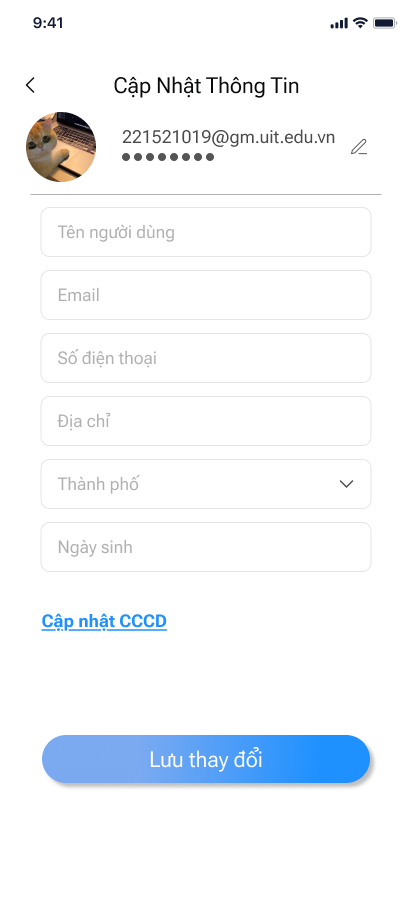 9:41
Cập Nhật Thông Tin
221521019@gm.uit.edu.vn
●●●●●●●●
Tên người dùng
Email
Số điện thoại
Địa chỉ
Thành phố
Ngày sinh
Cập nhật CCCD
Lưu thay đổi